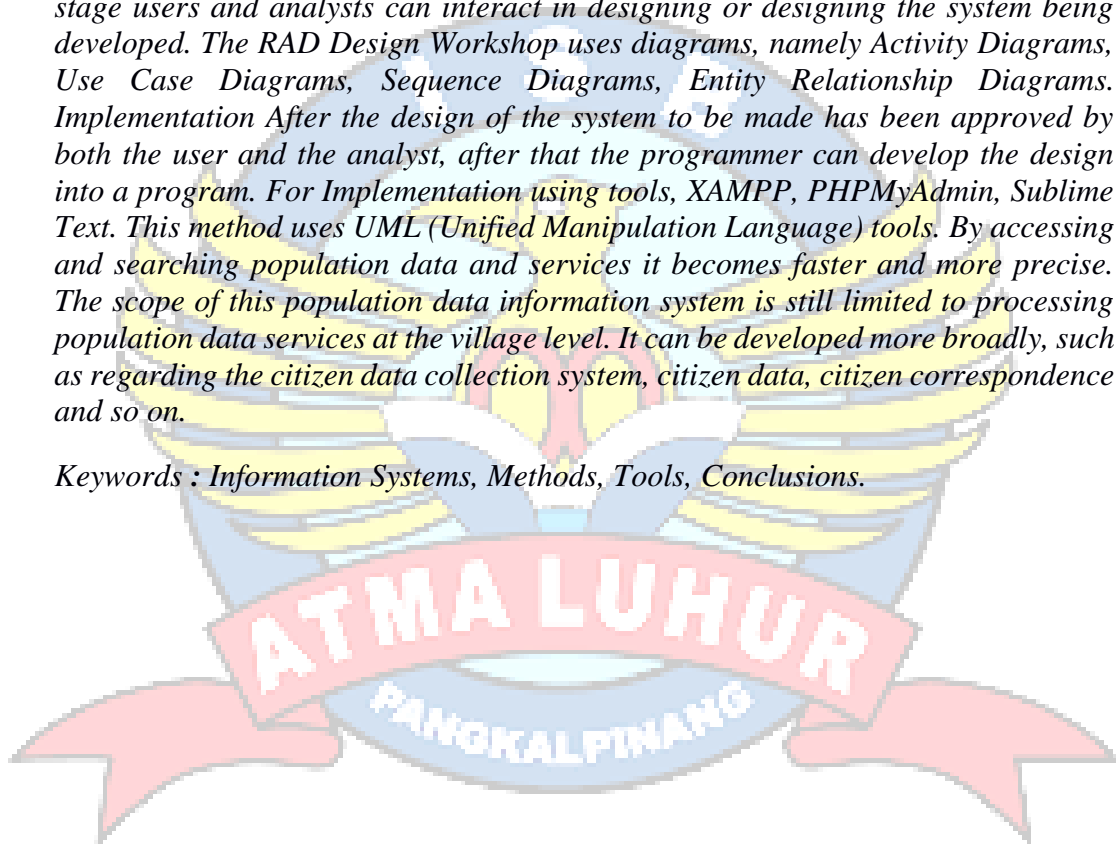 stage users and analysts can interact in designing or designing the system being
developed. The RAD Design Workshop uses diagrams, namely Activity Diagrams,
Use Case Diagrams, Sequence Diagrams, Entity Relationship Diagrams.
Implementation After the design of the system to be made has been approved by
both the user and the analyst, after that the programmer can develop the design
into a program. For Implementation using tools, XAMPP, PHPMyAdmin, Sublime
Text. This method uses UML (Unified Manipulation Language) tools. By accessing
and searching population data and services it becomes faster and more precise.
The scope of this population data information system is still limited to processing
population data services at the village level. It can be developed more broadly, such
as regarding the citizen data collection system, citizen data, citizen correspondence
and so on.
Keywords : Information Systems, Methods, Tools, Conclusions.
I S B
ATMA LUHUR
PANGKALPINANG